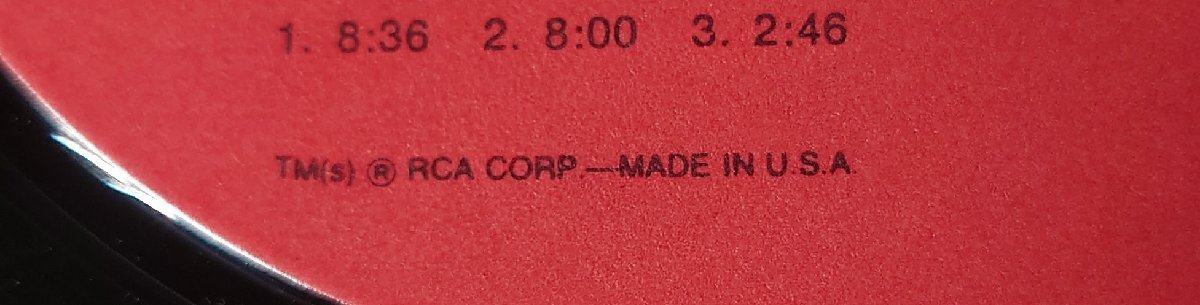 1. 8:36 2. 8:00 3. 2:46
TM(s) ® RCA CORP.—MADE IN U.S.A.